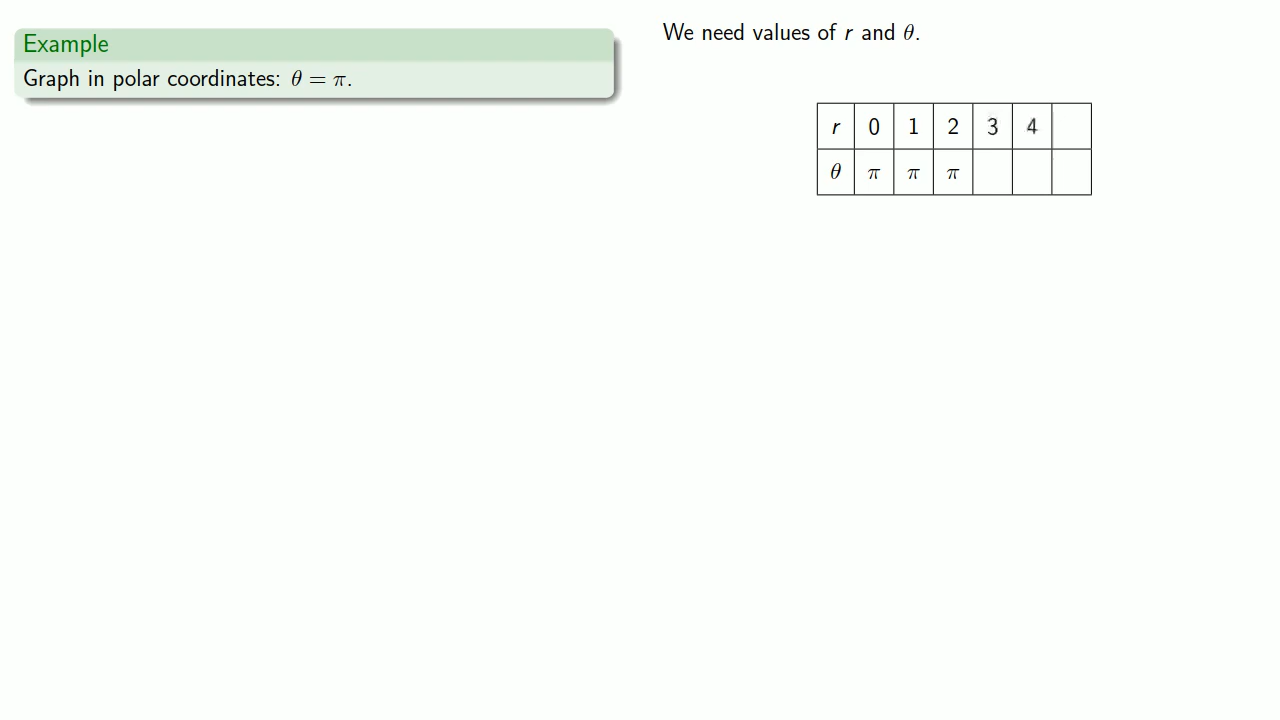 Example
Graph in polar coordinates: θ = π.
We need values of r and θ.
r 0 1 2 3 4
θ π π π